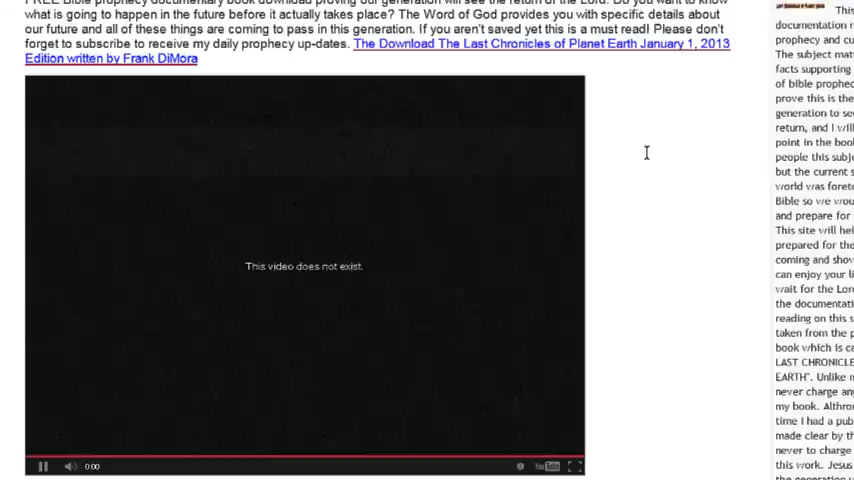 FREE Bible prophecy documentary book download proving our generation will see the return of the Lord. Do you want to know
what is going to happen in the future before it actually takes place? The Word of God provides you with specific details about
our future and all of these things are coming to pass in this generation. If you aren't saved yet this is a must read! Please don't
forget to subscribe to receive my daily prophecy up-dates. The Download The Last Chronicles of Planet Earth January 1, 2013
Edition written by Frank DiMora
This video does not exist.
0:00
YouTube
This
documentation
prophecy and cu
The subject mat
facts supporting
of bible prophec
prove this is the
generation to se
return, and I will
point in the boo
people this subj
but the current s
world was foret
Bible so we wou
and prepare for
This site will hel
prepared for the
coming and show
can enjoy your li
wait for the Lor
the documentati
reading on this s
taken from the p
book which is ca
LAST CHRONICLE
EARTH". Unlike m
never charge an
my book. Althro
time I had a pub
made clear by th
never to charge
this work. Jesus
the generation